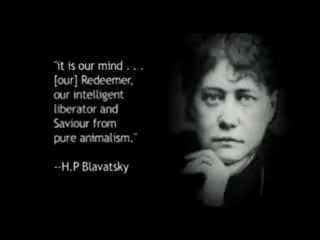 "it is our mind . . .
[our] Redeemer,
our intelligent
liberator and
Saviour from
pure animalism."
--H.P Blavatsky